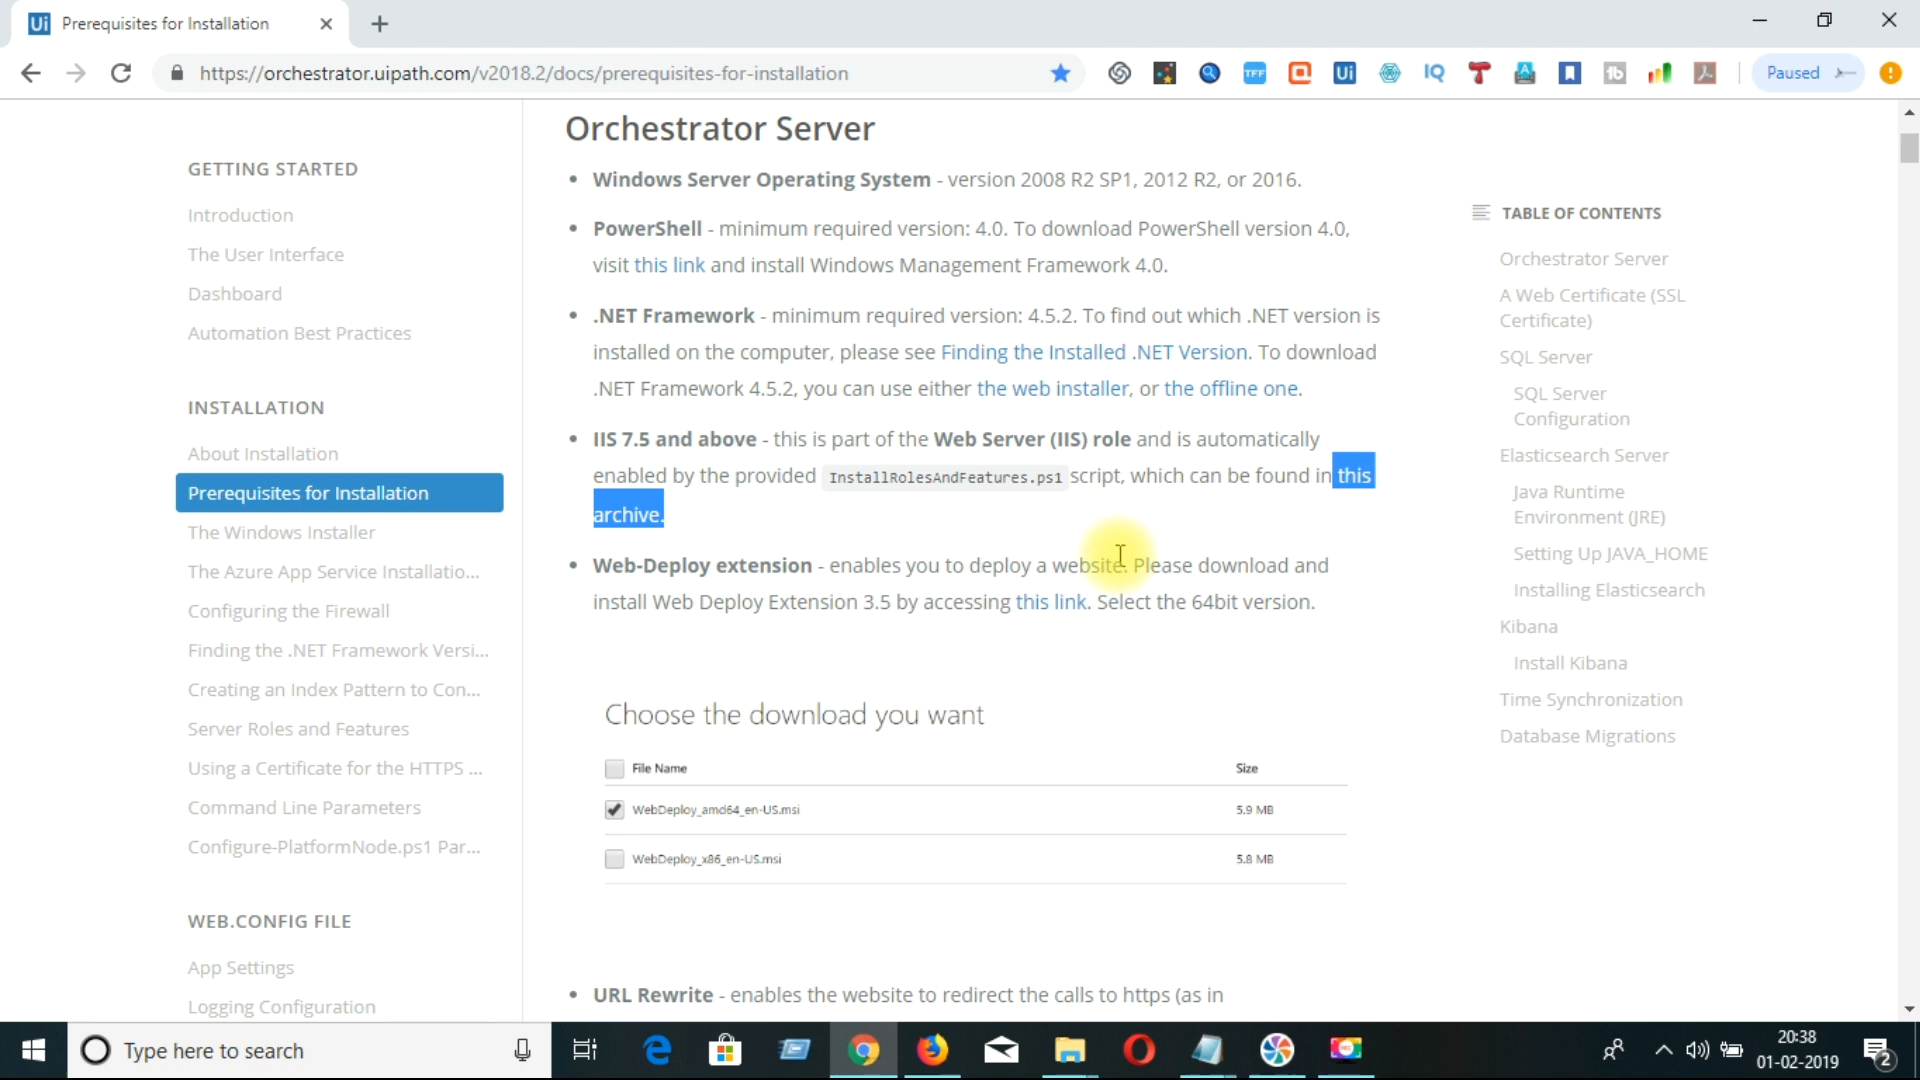 Prerequisites for Installation
https://orchestrator.uipath.com/v2018.2/docs/prerequisites-for-installation
TFF
Ui
IQ
Paused
GETTING STARTED
Introduction
The User Interface
Dashboard
Automation Best Practices
INSTALLATION
About Installation
Prerequisites for Installation
The Windows Installer
The Azure App Service Installatio...
Configuring the Firewall
Finding the .NET Framework Versi...
Creating an Index Pattern to Con...
Server Roles and Features
Using a Certificate for the HTTPS ...
Command Line Parameters
Configure-PlatformNode.ps1 Par...
WEB.CONFIG FILE
App Settings
Logging Configuration
Orchestrator Server
• Windows Server Operating System - version 2008 R2 SP1, 2012 R2, or 2016.
• PowerShell - minimum required version: 4.0. To download PowerShell version 4.0,
visit this link and install Windows Management Framework 4.0.
• .NET Framework - minimum required version: 4.5.2. To find out which .NET version is
installed on the computer, please see Finding the Installed .NET Version. To download
.NET Framework 4.5.2, you can use either the web installer, or the offline one.
• IIS 7.5 and above - this is part of the Web Server (IIS) role and is automatically
enabled by the provided InstallRolesAndFeatures.ps1 script, which can be found in this
archive.
• Web-Deploy extension - enables you to deploy a website. Please download and
install Web Deploy Extension 3.5 by accessing this link. Select the 64bit version.
Choose the download you want
File Name Size
WebDeploy_amd64_en-US.msi 5.9 MB
WebDeploy_x86_en-US.msi 5.8 MB
• URL Rewrite - enables the website to redirect the calls to https (as in
TABLE OF CONTENTS
Orchestrator Server
A Web Certificate (SSL
Certificate)
SQL Server
SQL Server
Configuration
Elasticsearch Server
Java Runtime
Environment (JRE)
Setting Up JAVA_HOME
Installing Elasticsearch
Kibana
Install Kibana
Time Synchronization
Database Migrations
Type here to search
20:38
01-02-2019
2